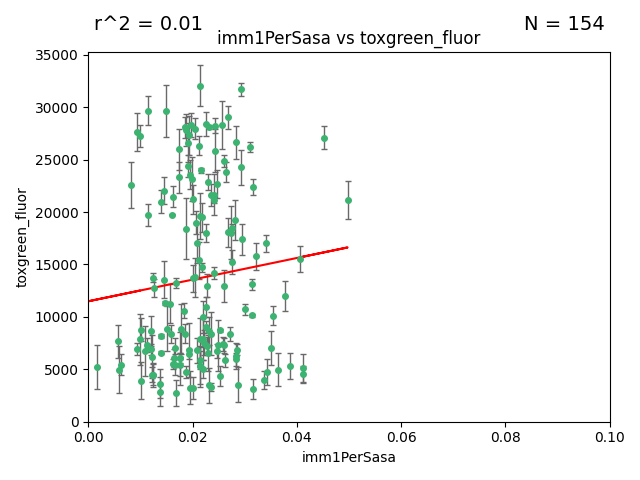 r^2 = 0.01 N = 154
imm1PerSasa vs toxgreen_fluor
35000
30000
25000
20000
15000
10000
5000
0
toxgreen_fluor
0.00 0.02 0.04 0.06 0.08 0.10
imm1PerSasa